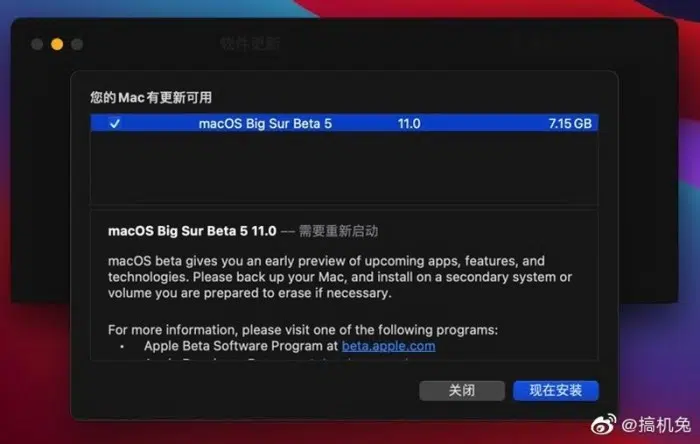 软件更新
您的Mac有更新可用
macOS Big Sur Beta 5 11.0 7.15 GB
macOS Big Sur Beta 5 11.0 — 需要重新启动
macOS beta gives you an early preview of upcoming apps, features, and
technologies. Please back up your Mac, and install on a secondary system or
volume you are prepared to erase if necessary.
For more information, please visit one of the following programs:
• Apple Beta Software Program at beta.apple.com
关闭 现在安装
@搞机兔